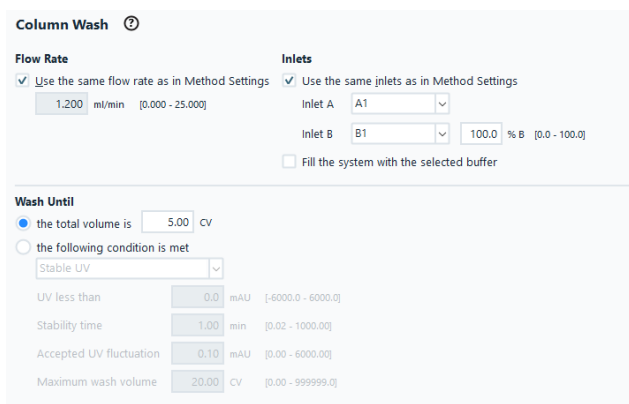 Column Wash ?
Flow Rate
Use the same flow rate as in Method Settings
1.200 ml/min [0.000 - 25.000]
Inlets
Use the same inlets as in Method Settings
Inlet A A1
Inlet B B1 100.0 % B [0.0 - 100.0]
Fill the system with the selected buffer
Wash Until
the total volume is 5.00 CV
the following condition is met
Stable UV
UV less than 0.0 mAU [-6000.0 - 6000.0]
Stability time 1.00 min [0.02 - 1000.00]
Accepted UV fluctuation 0.10 mAU [0.00 - 6000.00]
Maximum wash volume 20.00 CV [0.00 - 999999.0]